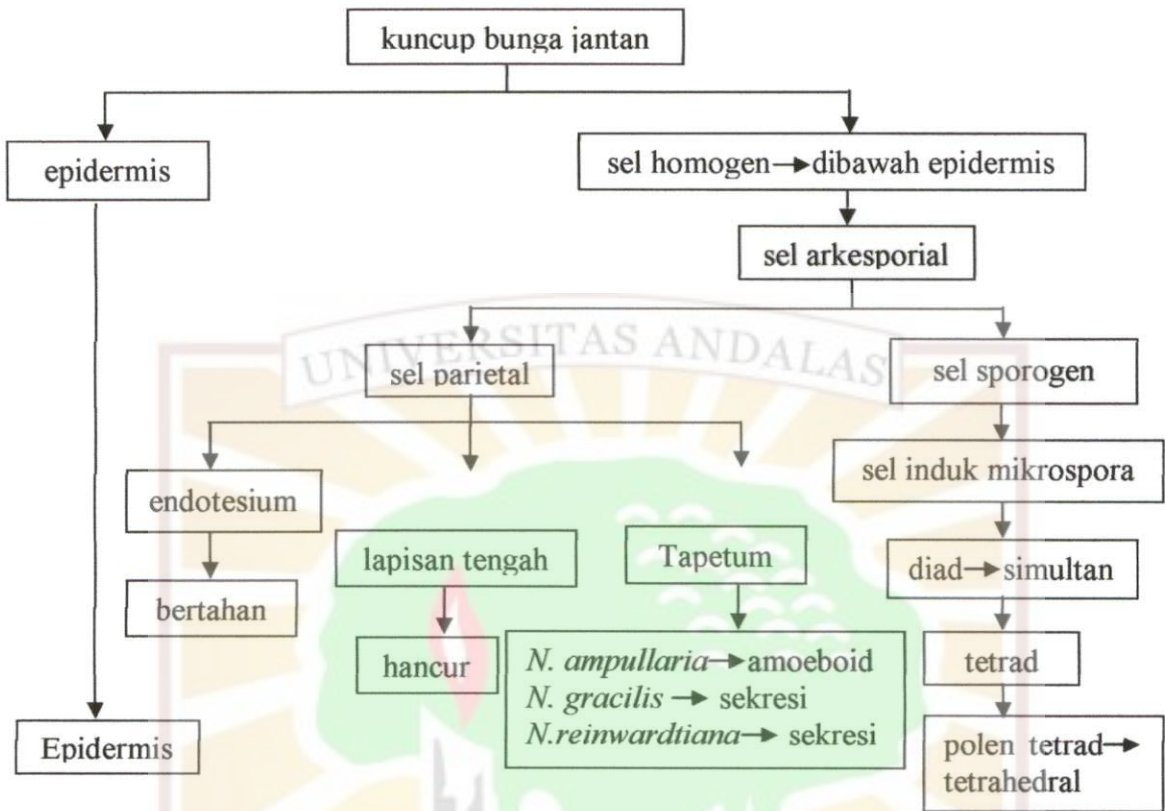 kuncup bunga jantan
epidermis
sel homogen→dibawah epidermis
sel arkesporial
UNIVERSITAS ANDALAS
sel parietal
sel sporogen
endotesium
sel induk mikrospora
lapisan tengah
Tapetum
diad→simultan
bertahan
hancur
N. ampullaria→amoeboid
N. gracilis → sekresi
N.reinwardtiana→ sekresi
tetrad
Epidermis
polen tetrad→
tetrahedral